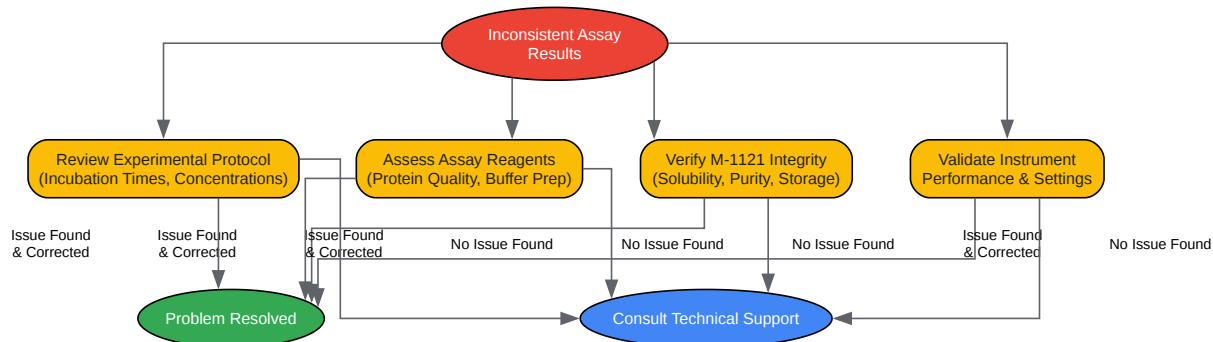 Inconsistent Assay
Results
Review Experimental Protocol
(Incubation Times, Concentrations)
Assess Assay Reagents
(Protein Quality, Buffer Prep)
Verify M-1121 Integrity
(Solubility, Purity, Storage)
Validate Instrument
Performance & Settings
Issue Found
& Corrected
Issue Found
& Corrected
Issue Found
& Corrected
No Issue Found
No Issue Found
No Issue Found
Issue Found
& Corrected
No Issue Found
Problem Resolved
Consult Technical Support